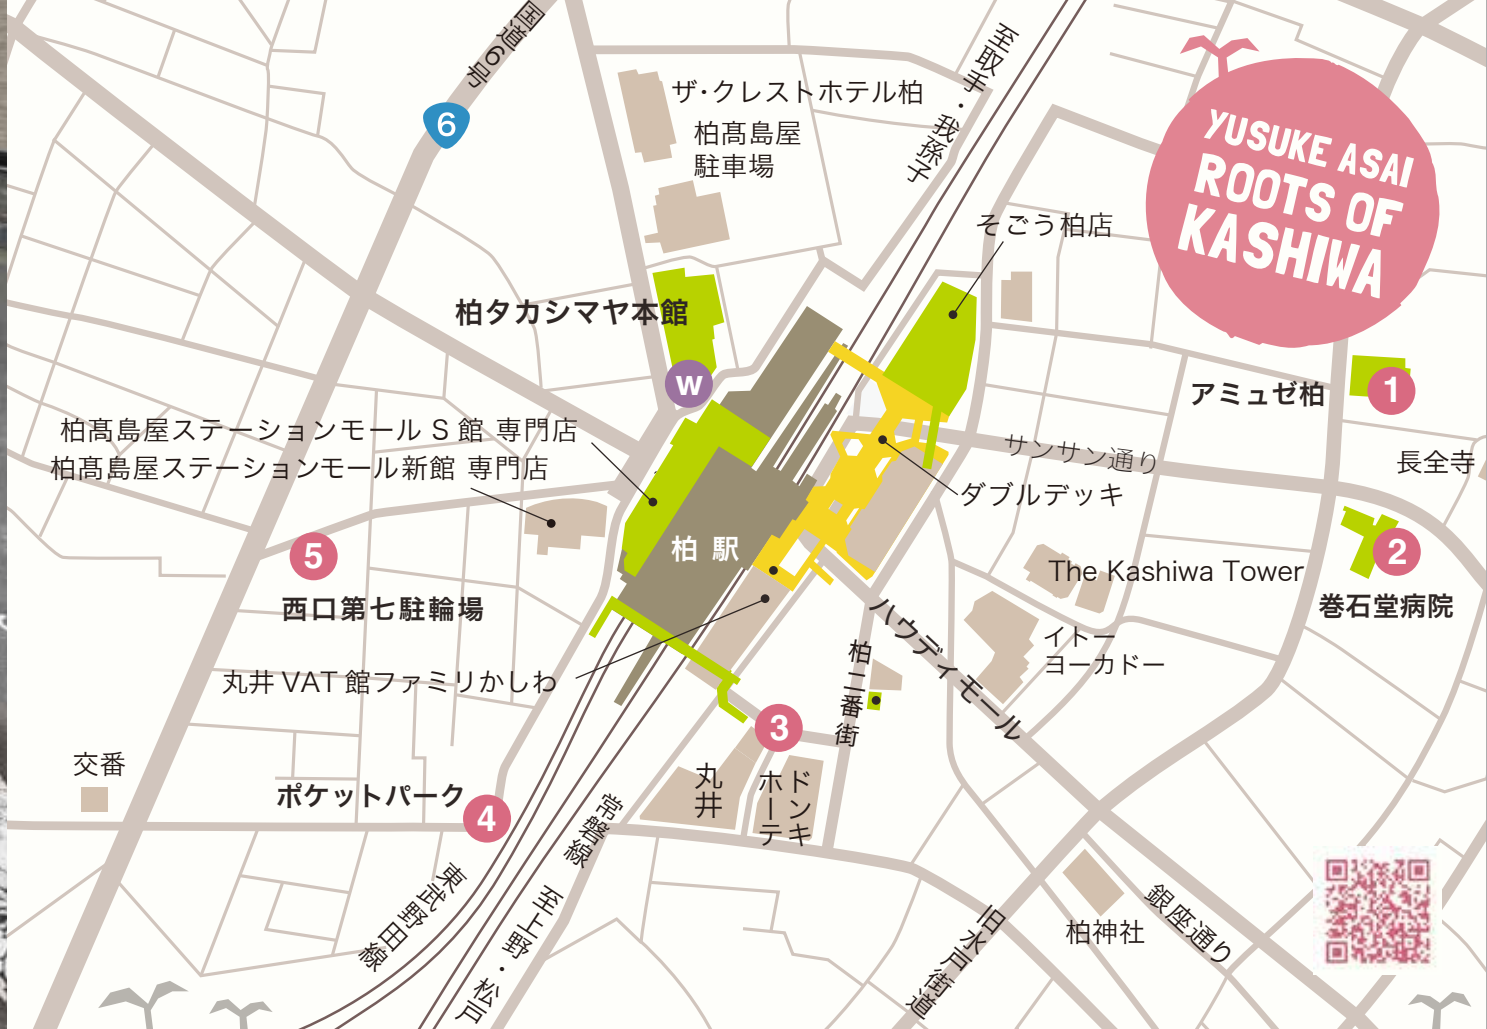 国道6号
6
ザ・クレストホテル柏
柏髙島屋
駐車場
至取手・我孫子
YUSUKE ASAI
ROOTS OF
KASHIWA
そごう柏店
柏タカシマヤ本館
W
アミュゼ柏
1
柏髙島屋ステーションモール S 館 専門店
柏髙島屋ステーションモール新館 専門店
サンサン通り
長全寺
ダブルデッキ
柏 駅
5
2
The Kashiwa Tower
西口第七駐輪場
巻石堂病院
ハウディモール
イトー
ヨーカドー
柏二番街
丸井 VAT 館ファミリかしわ
3
交番
丸井
ドンキ
ホーテ
ポケットパーク
4
常磐線
至上野・松戸
東武野田線
旧水戸街道
柏神社
銀座通り